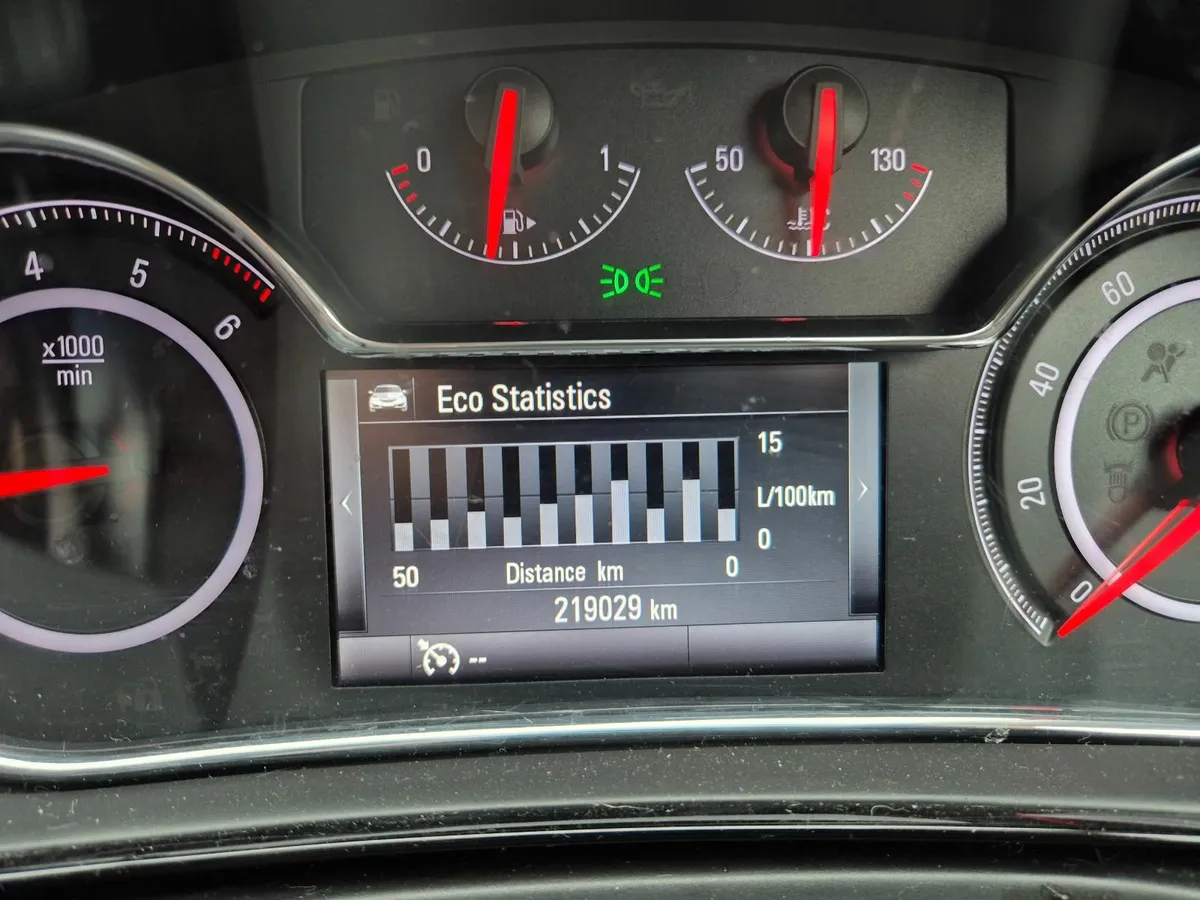 0 1
50 130
4 5 6
x1000
min
60
40
20
0
Eco Statistics
15
L/100km
0
50 Distance km 0
219029 km
--
P